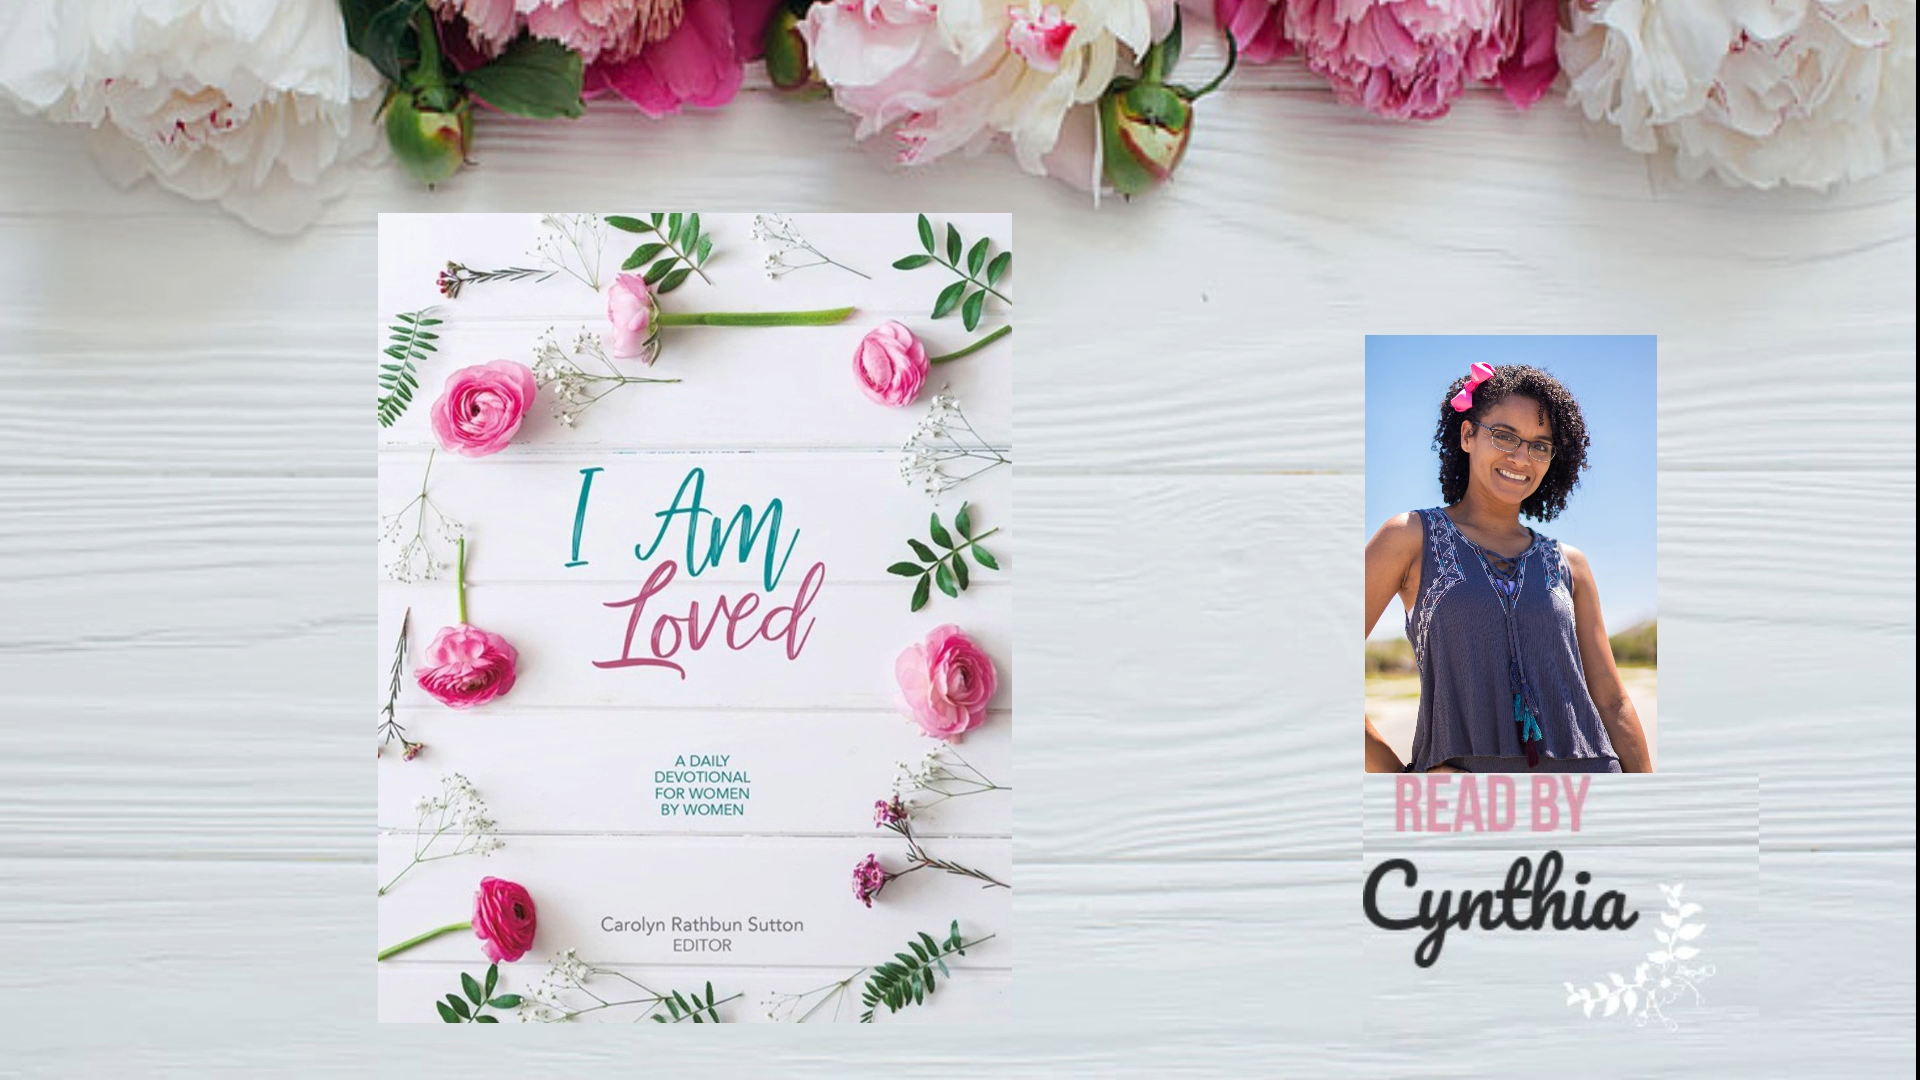 I Am
Loved
A DAILY
DEVOTIONAL
FOR WOMEN
BY WOMEN
Carolyn Rathbun Sutton
EDITOR
READ BY
Cynthia